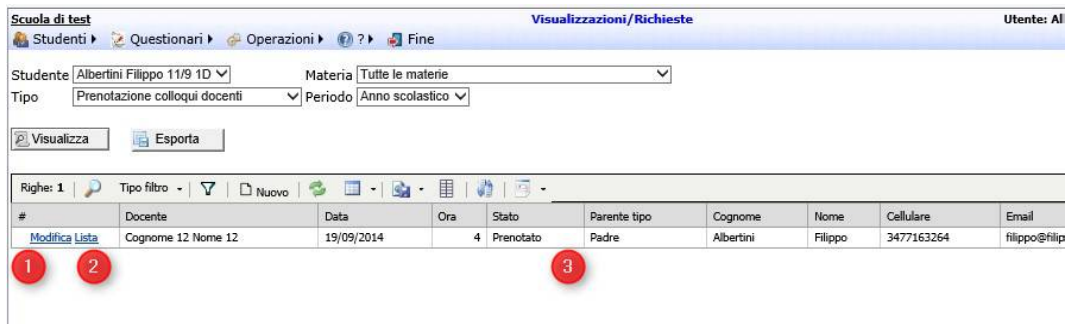 Scuola di test Visualizzazioni/Richieste Utente: Al
Studenti Questionari Operazioni ? Fine
Studente Albertini Filippo 11/9 1D Materia Tutte le materie
Tipo Prenotazione colloqui docenti Periodo Anno scolastico
Visualizza Esporta
Righe: 1 Tipo filtro Nuovo
# Docente Data Ora Stato Parente tipo Cognome Nome Cellulare Email
Modifica Lista Cognome 12 Nome 12 19/09/2014 4 Prenotato Padre Albertini Filippo 3477163264 filippo@filip
1 2 3